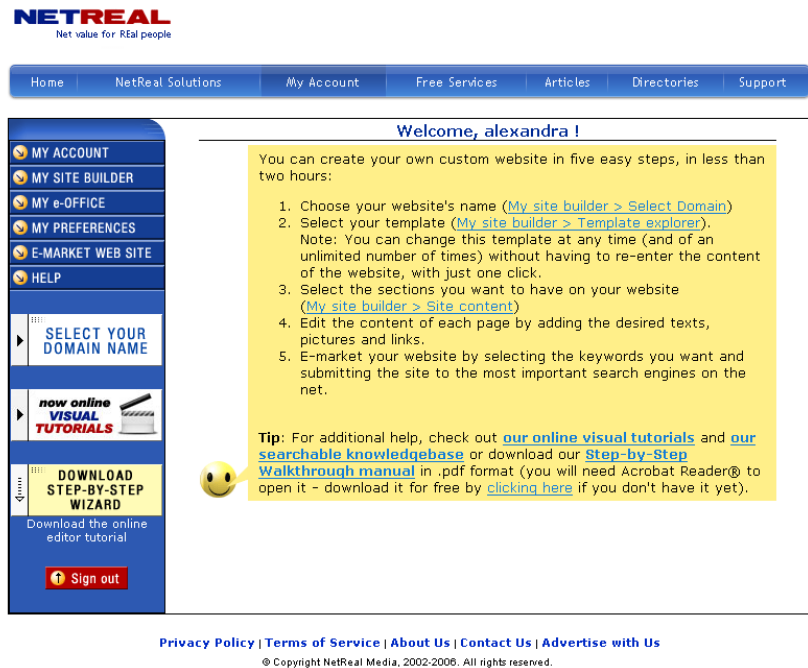 NETREAL
Net value for REal people
Home
NetReal Solutions
My Account
Free Services
Articles
Directories
Support
MY ACCOUNT
MY SITE BUILDER
MY e-OFFICE
MY PREFERENCES
E-MARKET WEB SITE
HELP
SELECT YOUR
DOMAIN NAME
now online
VISUAL
TUTORIALS
DOWNLOAD
STEP-BY-STEP
WIZARD
Download the online
editor tutorial
Sign out
Welcome, alexandra !
You can create your own custom website in five easy steps, in less than
two hours:
1. Choose your website's name (My site builder > Select Domain)
2. Select your template (My site builder > Template explorer).
Note: You can change this template at any time (and of an
unlimited number of times) without having to re-enter the content
of the website, with just one click.
3. Select the sections you want to have on your website
(My site builder > Site content)
4. Edit the content of each page by adding the desired texts,
pictures and links.
5. E-market your website by selecting the keywords you want and
submitting the site to the most important search engines on the
net.
Tip: For additional help, check out our online visual tutorials and our
searchable knowledgebase or download our Step-by-Step
Walkthrough manual in .pdf format (you will need Acrobat Reader® to
open it - download it for free by clicking here if you don't have it yet).
Privacy Policy | Terms of Service | About Us | Contact Us | Advertise with Us
© Copyright NetReal Media, 2002-2006. All rights reserved.